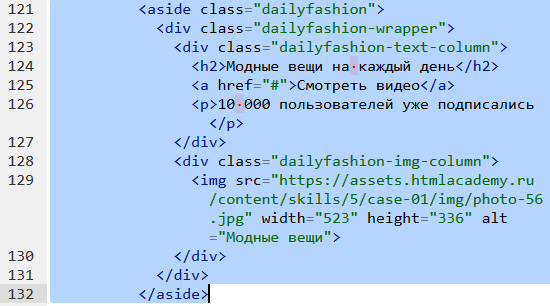 121 <aside class="dailyfashion">
122 <div class="dailyfashion-wrapper">
123 <div class="dailyfashion-text-column">
124 <h2>Модные вещи на·каждый день</h2>
125 <a href="#">Смотреть видео</a>
126 <p>10·000 пользователей уже подписались
</p>
127 </div>
128 <div class="dailyfashion-img-column">
129 <img src="https://assets.htmlacademy.ru
/content/skills/5/case-01/img/photo-56
.jpg" width="523" height="336" alt
="Модные вещи">
130 </div>
131 </div>
132 </aside>